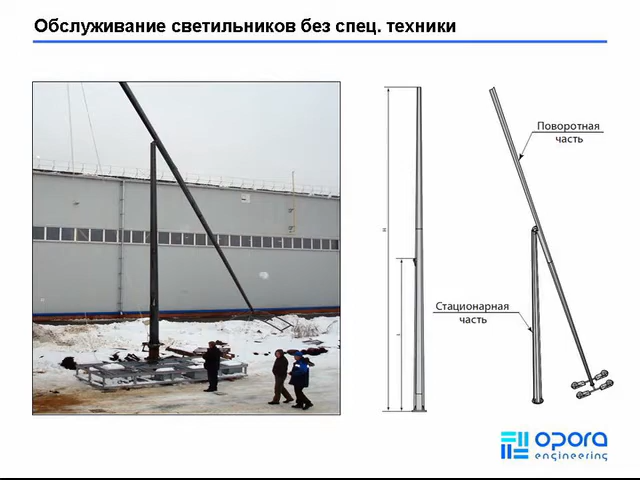 Обслуживание светильников без спец. техники
Поворотная
часть
Стационарная
часть
H
opora
engineering